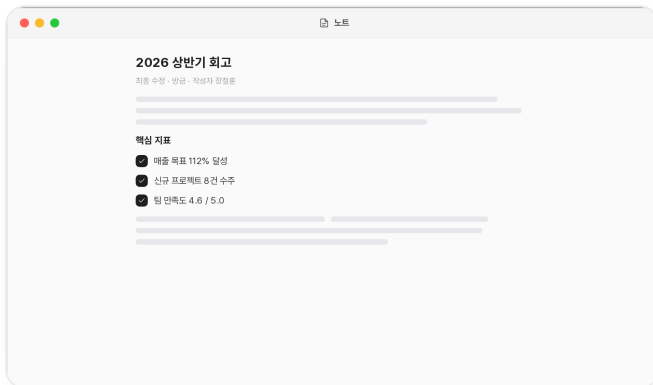 노트
2026 상반기 회고
최종 수정 · 방금 · 작성자 장철훈
핵심 지표
매출 목표 112% 달성
신규 프로젝트 8건 수주
팀 만족도 4.6 / 5.0